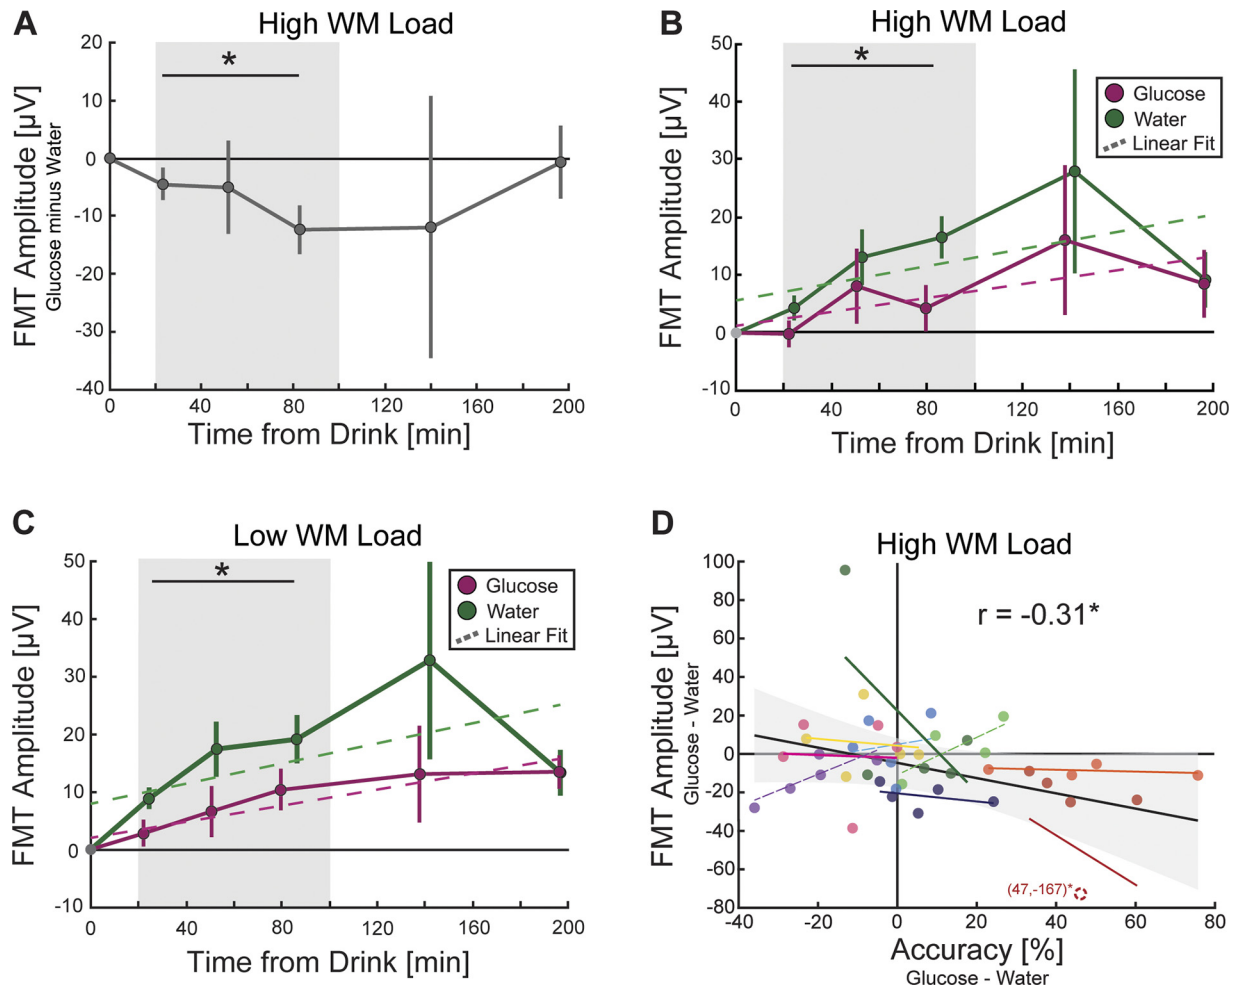 A
High WM Load
FMT Amplitude [µV]
Glucose minus Water
20
10
0
-10
-20
-30
-40
*
0
40
80
120
160
200
Time from Drink [min]
B
High WM Load
FMT Amplitude [µV]
50
40
30
20
10
0
-10
*
Glucose
Water
Linear Fit
0
40
80
120
160
200
Time from Drink [min]
C
Low WM Load
FMT Amplitude [µV]
50
40
30
20
10
0
-10
*
Glucose
Water
Linear Fit
0
40
80
120
160
200
Time from Drink [min]
D
High WM Load
FMT Amplitude [µV]
Glucose - Water
100
80
60
40
20
0
-20
-40
-60
-80
r = -0.31*
(47,-167)*
-40
-20
0
20
40
60
80
Accuracy [%]
Glucose - Water